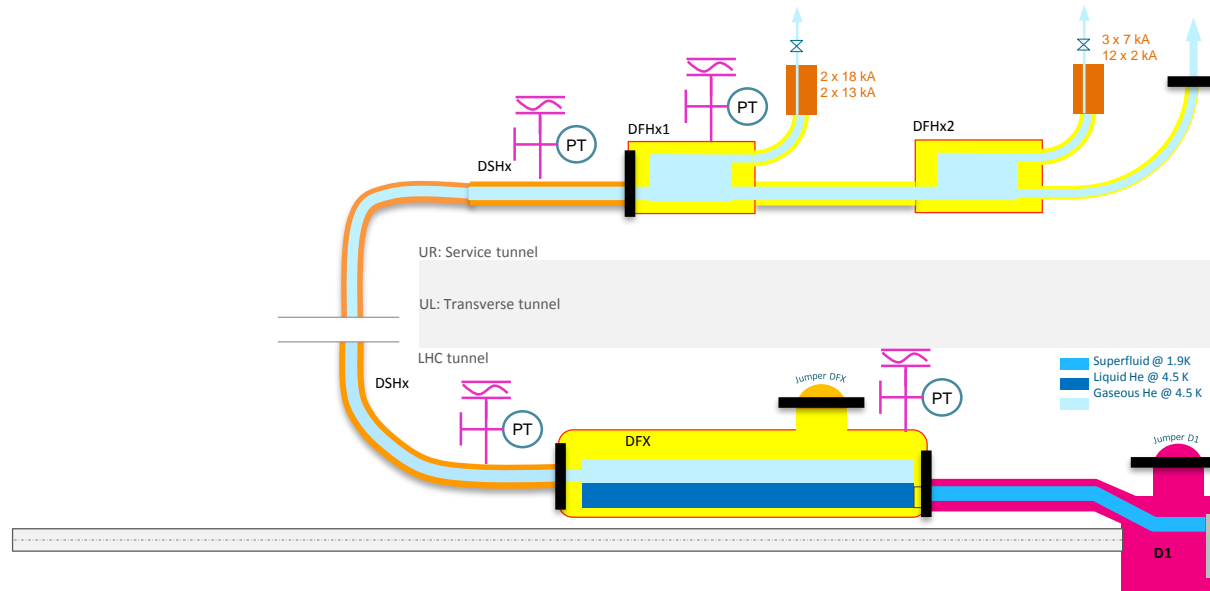 3 x 7 kA
12 x 2 kA
2 x 18 kA
2 x 13 kA
PT
DFHx1
DFHx2
PT
DSHx
UR: Service tunnel
UL: Transverse tunnel
LHC tunnel
Superfluid @ 1.9K
Liquid He @ 4.5 K
Gaseous He @ 4.5 K
Jumper DFX
DSHx
PT
PT
DFX
Jumper D1
D1